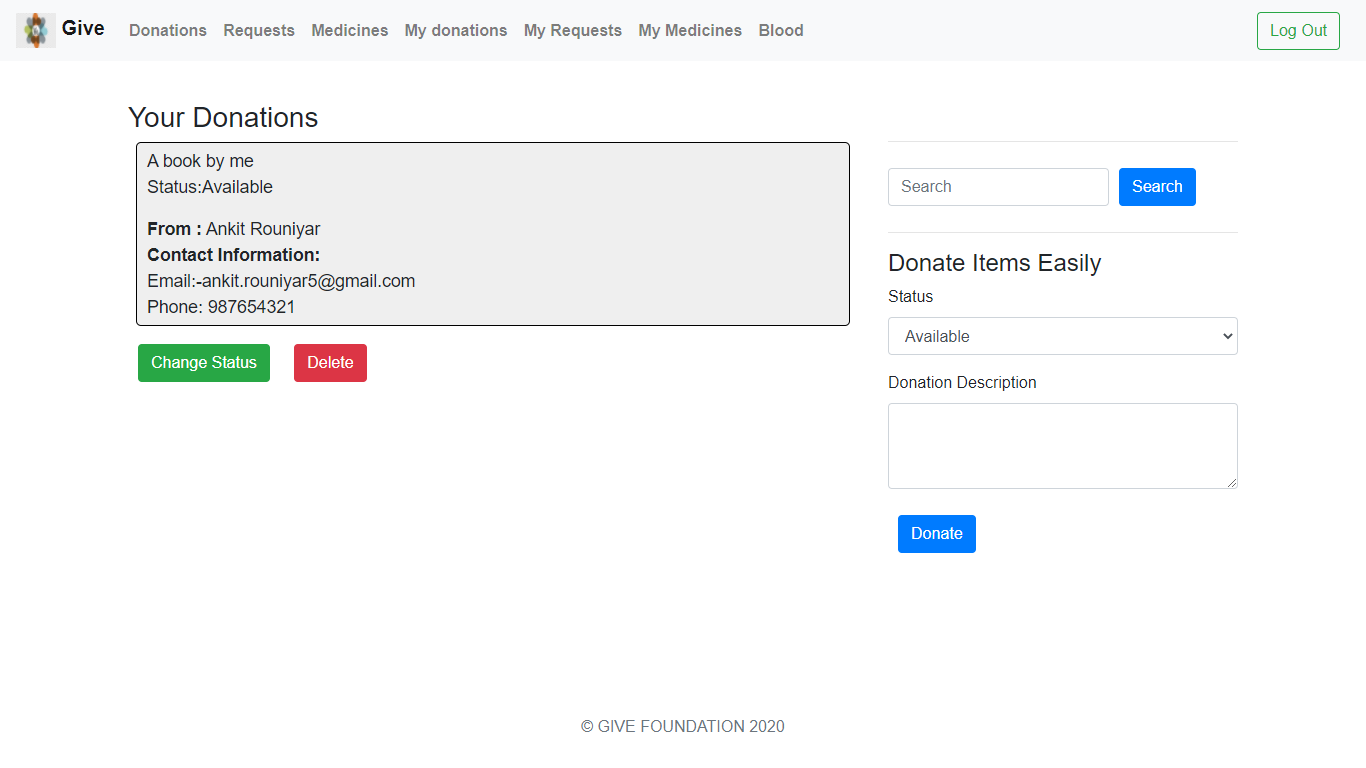 Give Donations Requests Medicines My donations My Requests My Medicines Blood Log Out
Your Donations
A book by me
Status:Available
From : Ankit Rouniyar
Contact Information:
Email:-ankit.rouniyar5@gmail.com
Phone: 987654321
Change Status Delete
Search Search
Donate Items Easily
Status
Available
Donation Description
Donate
© GIVE FOUNDATION 2020